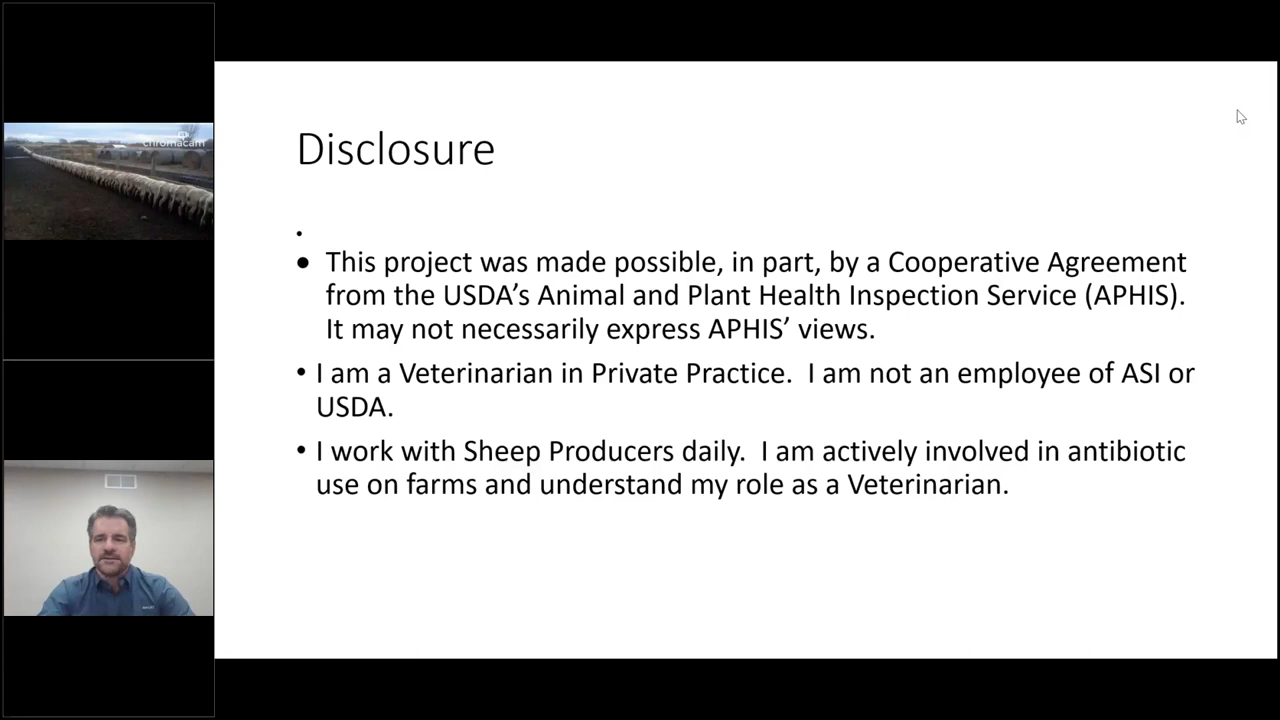 chromacam
Disclosure
•
• This project was made possible, in part, by a Cooperative Agreement
from the USDA’s Animal and Plant Health Inspection Service (APHIS).
It may not necessarily express APHIS’ views.
• I am a Veterinarian in Private Practice.  I am not an employee of ASI or
USDA.
• I work with Sheep Producers daily.  I am actively involved in antibiotic
use on farms and understand my role as a Veterinarian.